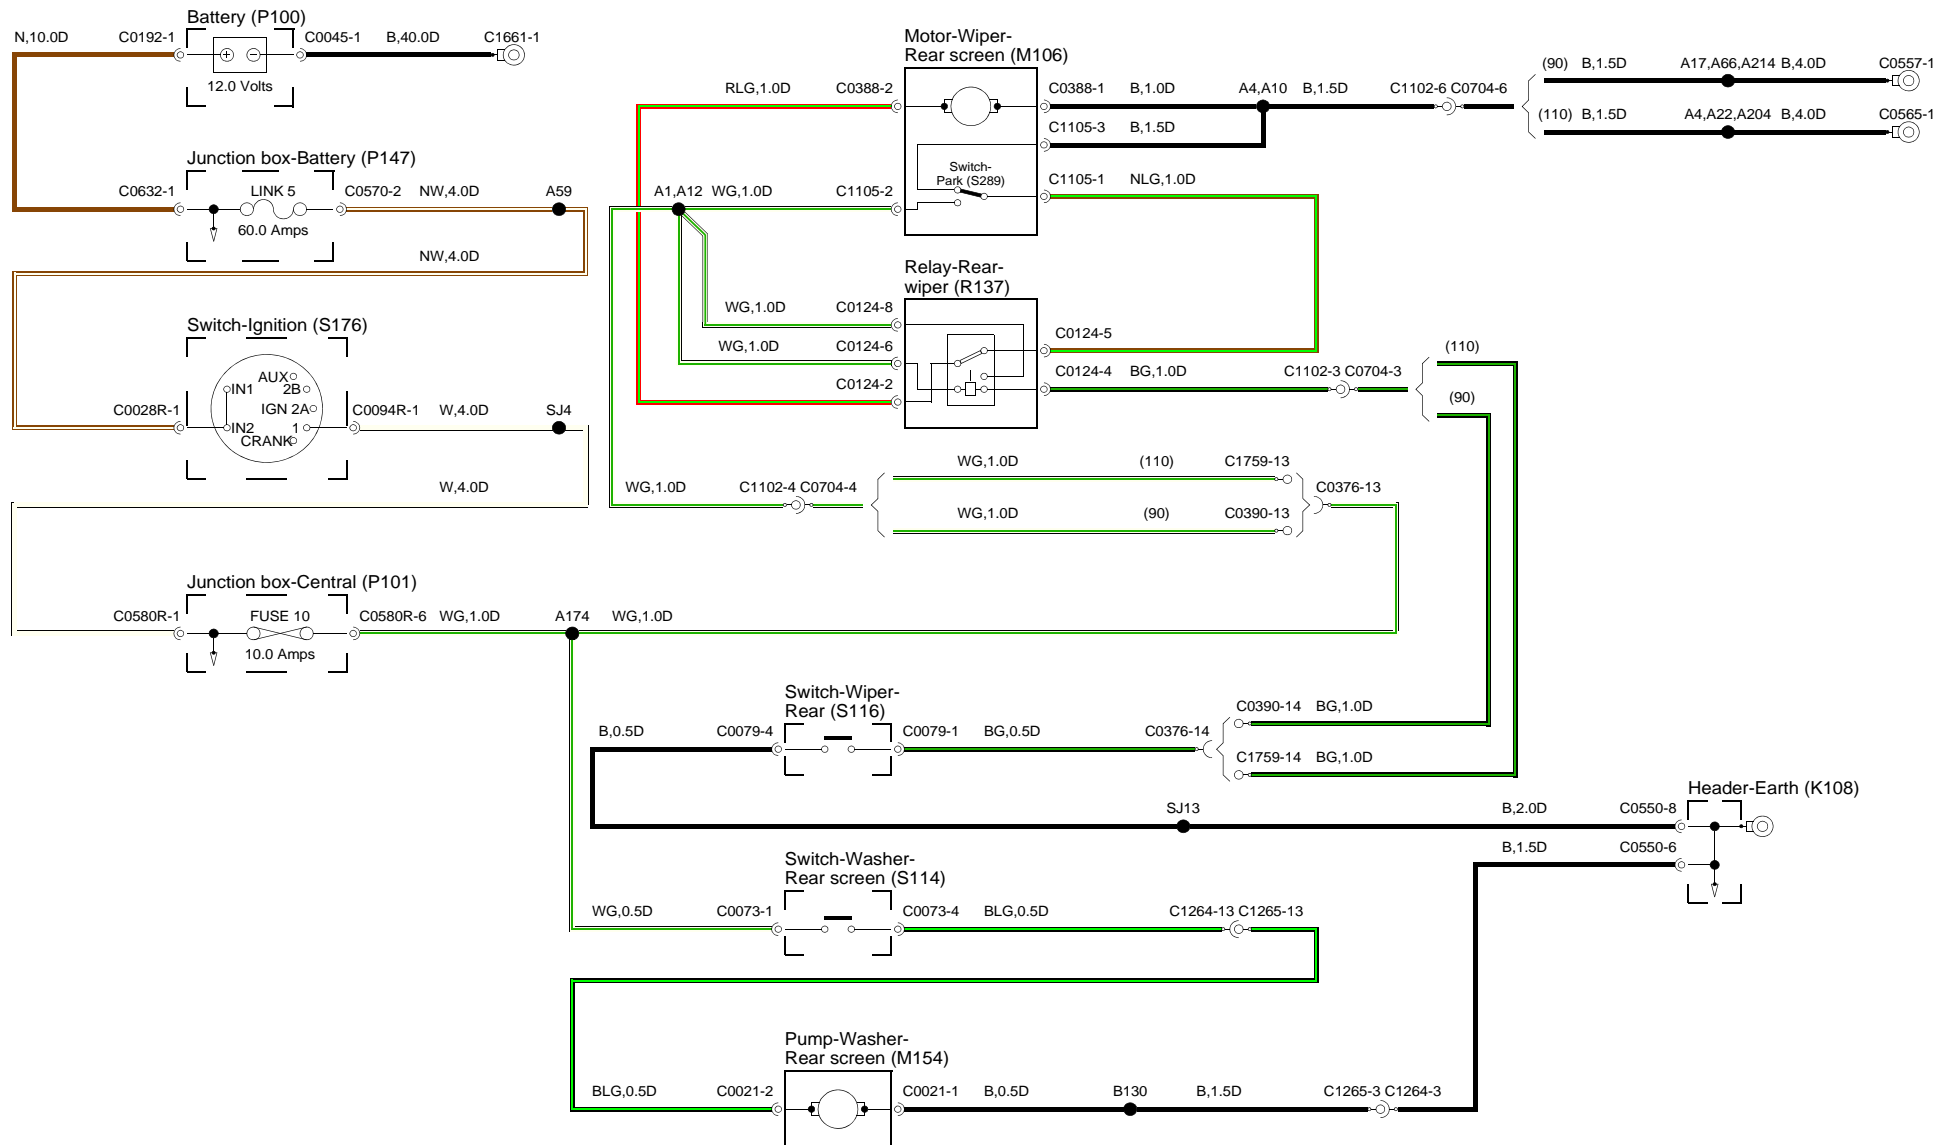 Battery (P100)
N,10.0D C0192-1 C0045-1 B,40.0D C1661-1
12.0 Volts
Motor-Wiper-
Rear screen (M106)
RLG,1.0D C0388-2 C0388-1 B,1.0D A4,A10 B,1.5D C1102-6 C0704-6
(90) B,1.5D A17,A66,A214 B,4.0D C0557-1
(110) B,1.5D A4,A22,A204 B,4.0D C0565-1
C1105-3 B,1.5D
Switch-
Park (S289)
A1,A12 WG,1.0D C1105-2 C1105-1 NLG,1.0D
Junction box-Battery (P147)
C0632-1 LINK 5 C0570-2 NW,4.0D A59
60.0 Amps
NW,4.0D
Relay-Rear-
wiper (R137)
WG,1.0D C0124-8
WG,1.0D C0124-6 C0124-5
C0124-2 C0124-4 BG,1.0D C1102-3 C0704-3
(110)
(90)
Switch-Ignition (S176)
AUX
IN1 2B
IGN 2A
C0028R-1 IN2 1 C0094R-1 W,4.0D SJ4
CRANK
W,4.0D
WG,1.0D (110) C1759-13
WG,1.0D C1102-4 C0704-4 C0376-13
WG,1.0D (90) C0390-13
Junction box-Central (P101)
C0580R-1 FUSE 10 C0580R-6 WG,1.0D A174 WG,1.0D
10.0 Amps
Switch-Wiper-
Rear (S116)
B,0.5D C0079-4 C0079-1 BG,0.5D C0376-14
C0390-14 BG,1.0D
C1759-14 BG,1.0D
Header-Earth (K108)
SJ13 B,2.0D C0550-8
B,1.5D C0550-6
Switch-Washer-
Rear screen (S114)
WG,0.5D C0073-1 C0073-4 BLG,0.5D C1264-13 C1265-13
Pump-Washer-
Rear screen (M154)
BLG,0.5D C0021-2 C0021-1 B,0.5D B130 B,1.5D C1265-3 C1264-3